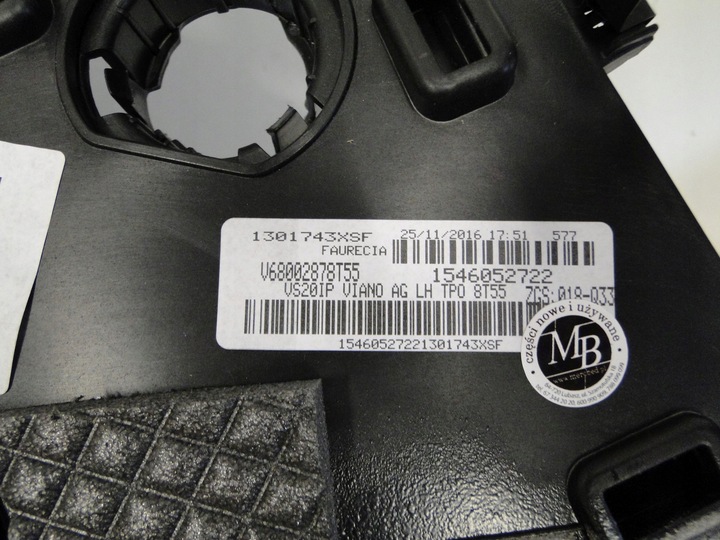 1301743XSF 25/11/2016 17:51 577
FAURECIA
V68002878T55 1546052722
VS20IP VIANO AG LH TPO 8T55 ZGS:018-Q33
15460527221301743XSF
części nowe i używane
MB